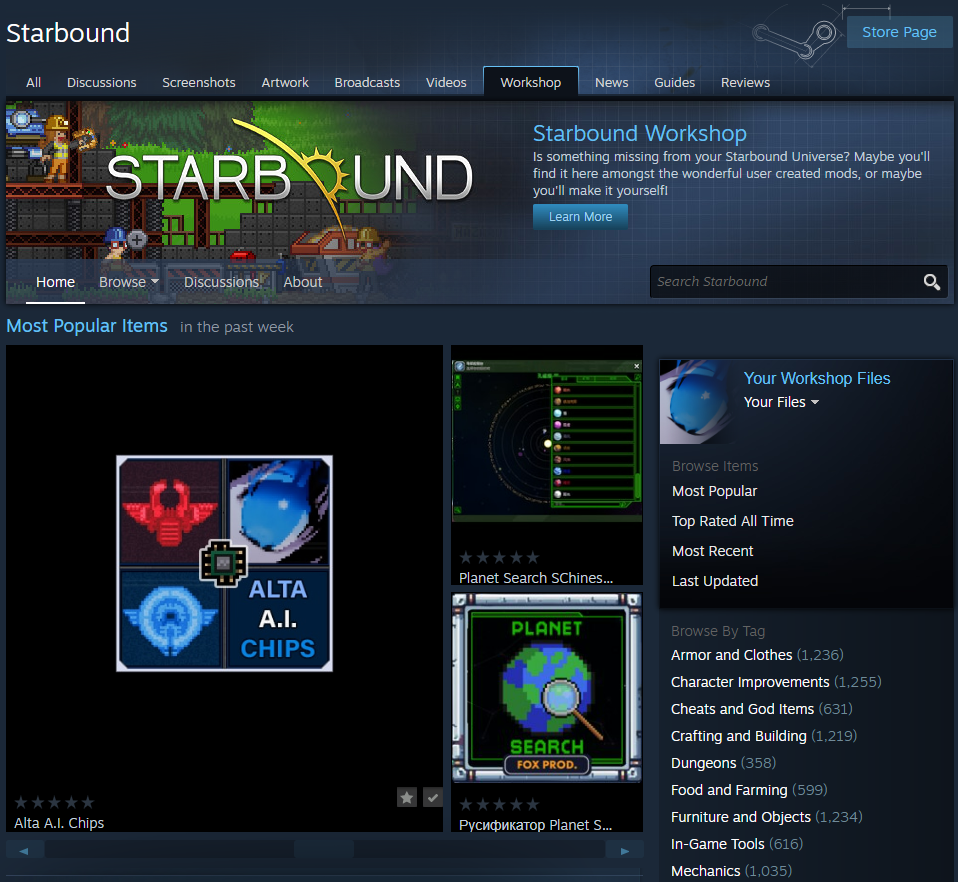 Starbound
Store Page
All Discussions Screenshots Artwork Broadcasts Videos Workshop News Guides Reviews
STARBOUND
Starbound Workshop
Is something missing from your Starbound Universe? Maybe you'll
find it here amongst the wonderful user created mods, or maybe
you'll make it yourself!
Learn More
Home Browse Discussions About
Search Starbound
Most Popular Items in the past week
ALTA
A.I.
CHIPS
Alta A.I. Chips
Planet Search SChines...
PLANET
SEARCH
FOX PROD.
Русификатор Planet S...
Your Workshop Files
Your Files
Browse Items
Most Popular
Top Rated All Time
Most Recent
Last Updated
Browse By Tag
Armor and Clothes (1,236)
Character Improvements (1,255)
Cheats and God Items (631)
Crafting and Building (1,219)
Dungeons (358)
Food and Farming (599)
Furniture and Objects (1,234)
In-Game Tools (616)
Mechanics (1,035)